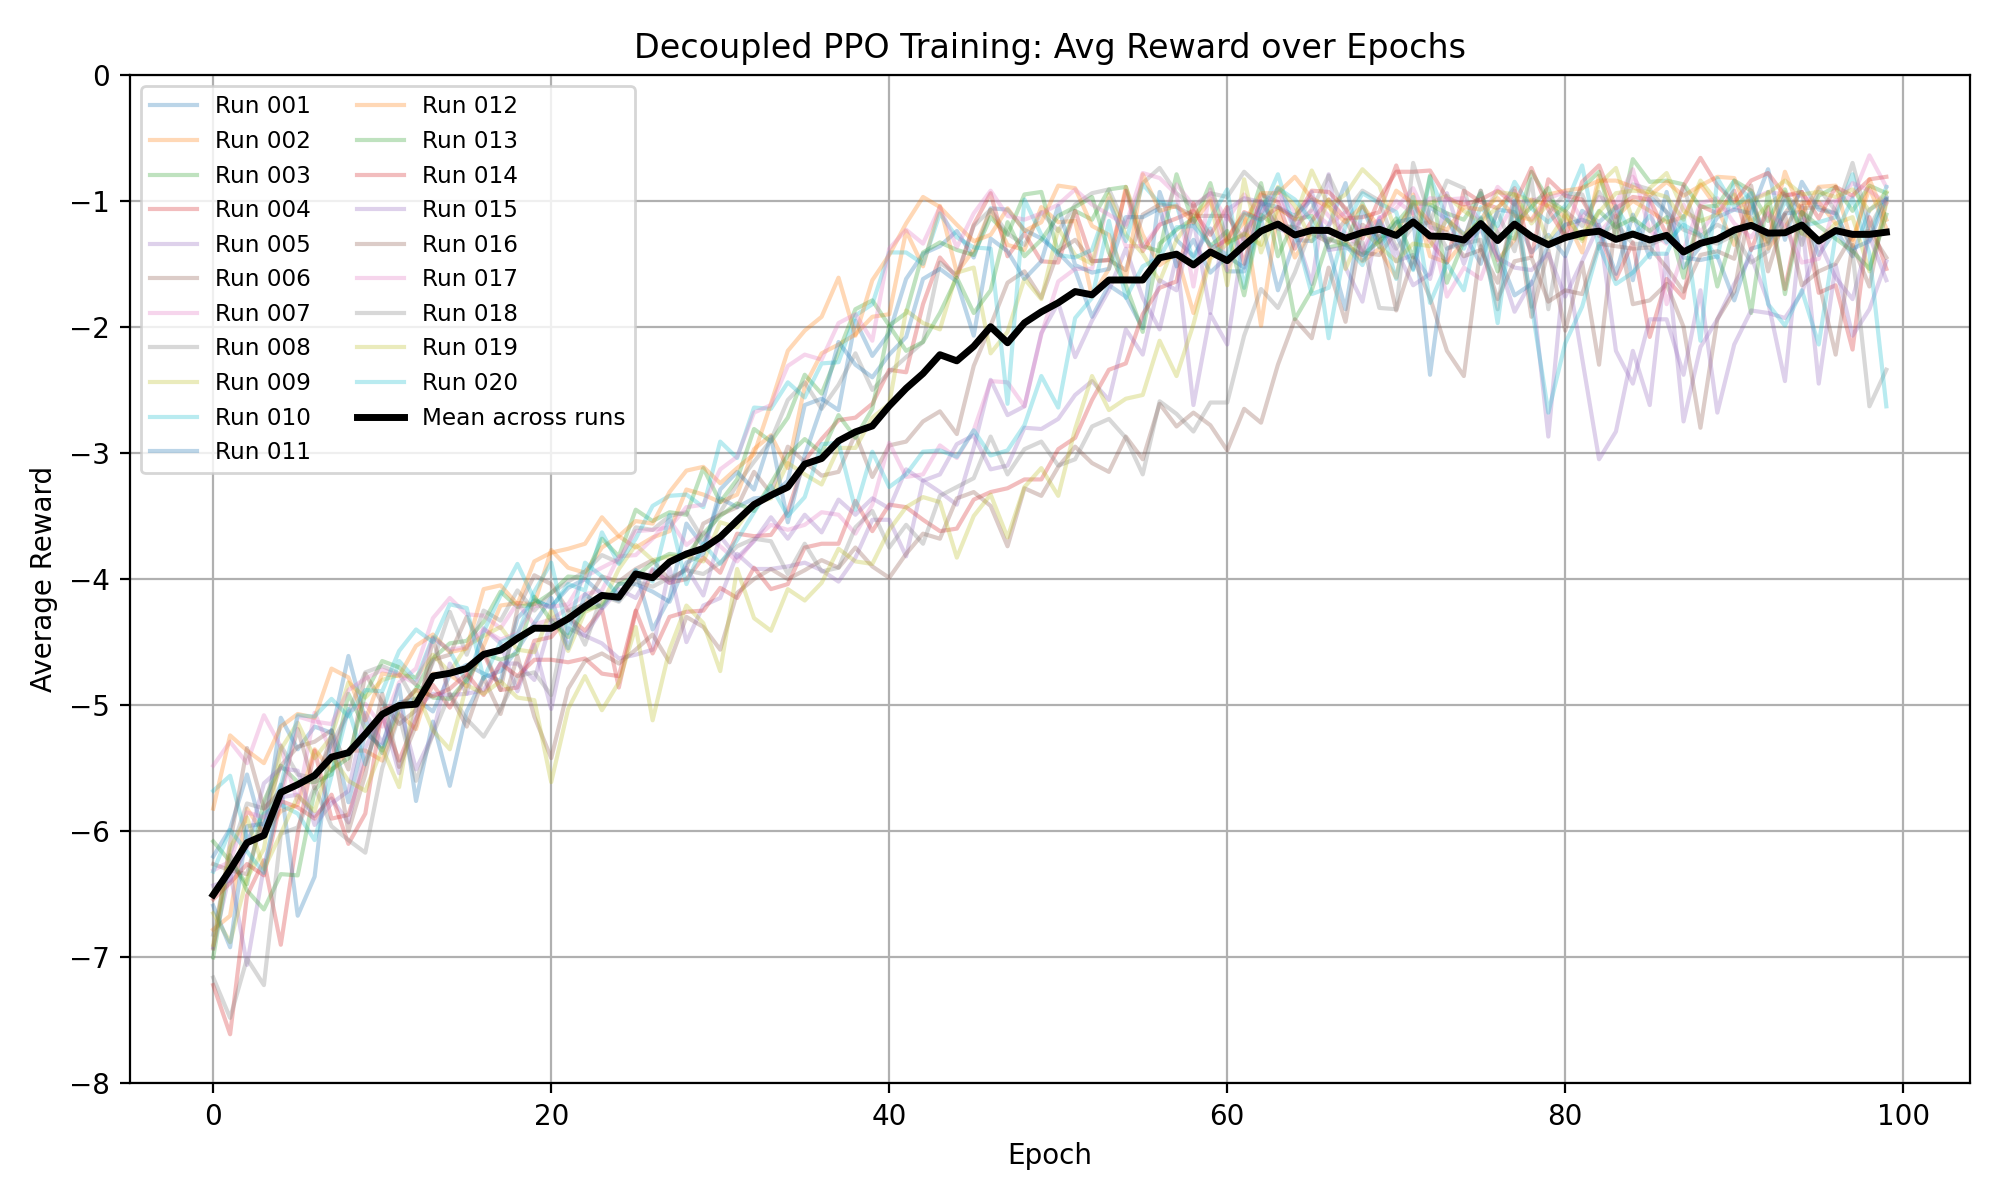 Decoupled PPO Training: Avg Reward over Epochs
0
−1
−2
−3
−4
−5
−6
−7
−8
Average Reward
Run 001
Run 002
Run 003
Run 004
Run 005
Run 006
Run 007
Run 008
Run 009
Run 010
Run 011
Run 012
Run 013
Run 014
Run 015
Run 016
Run 017
Run 018
Run 019
Run 020
Mean across runs
0 20 40 60 80 100
Epoch